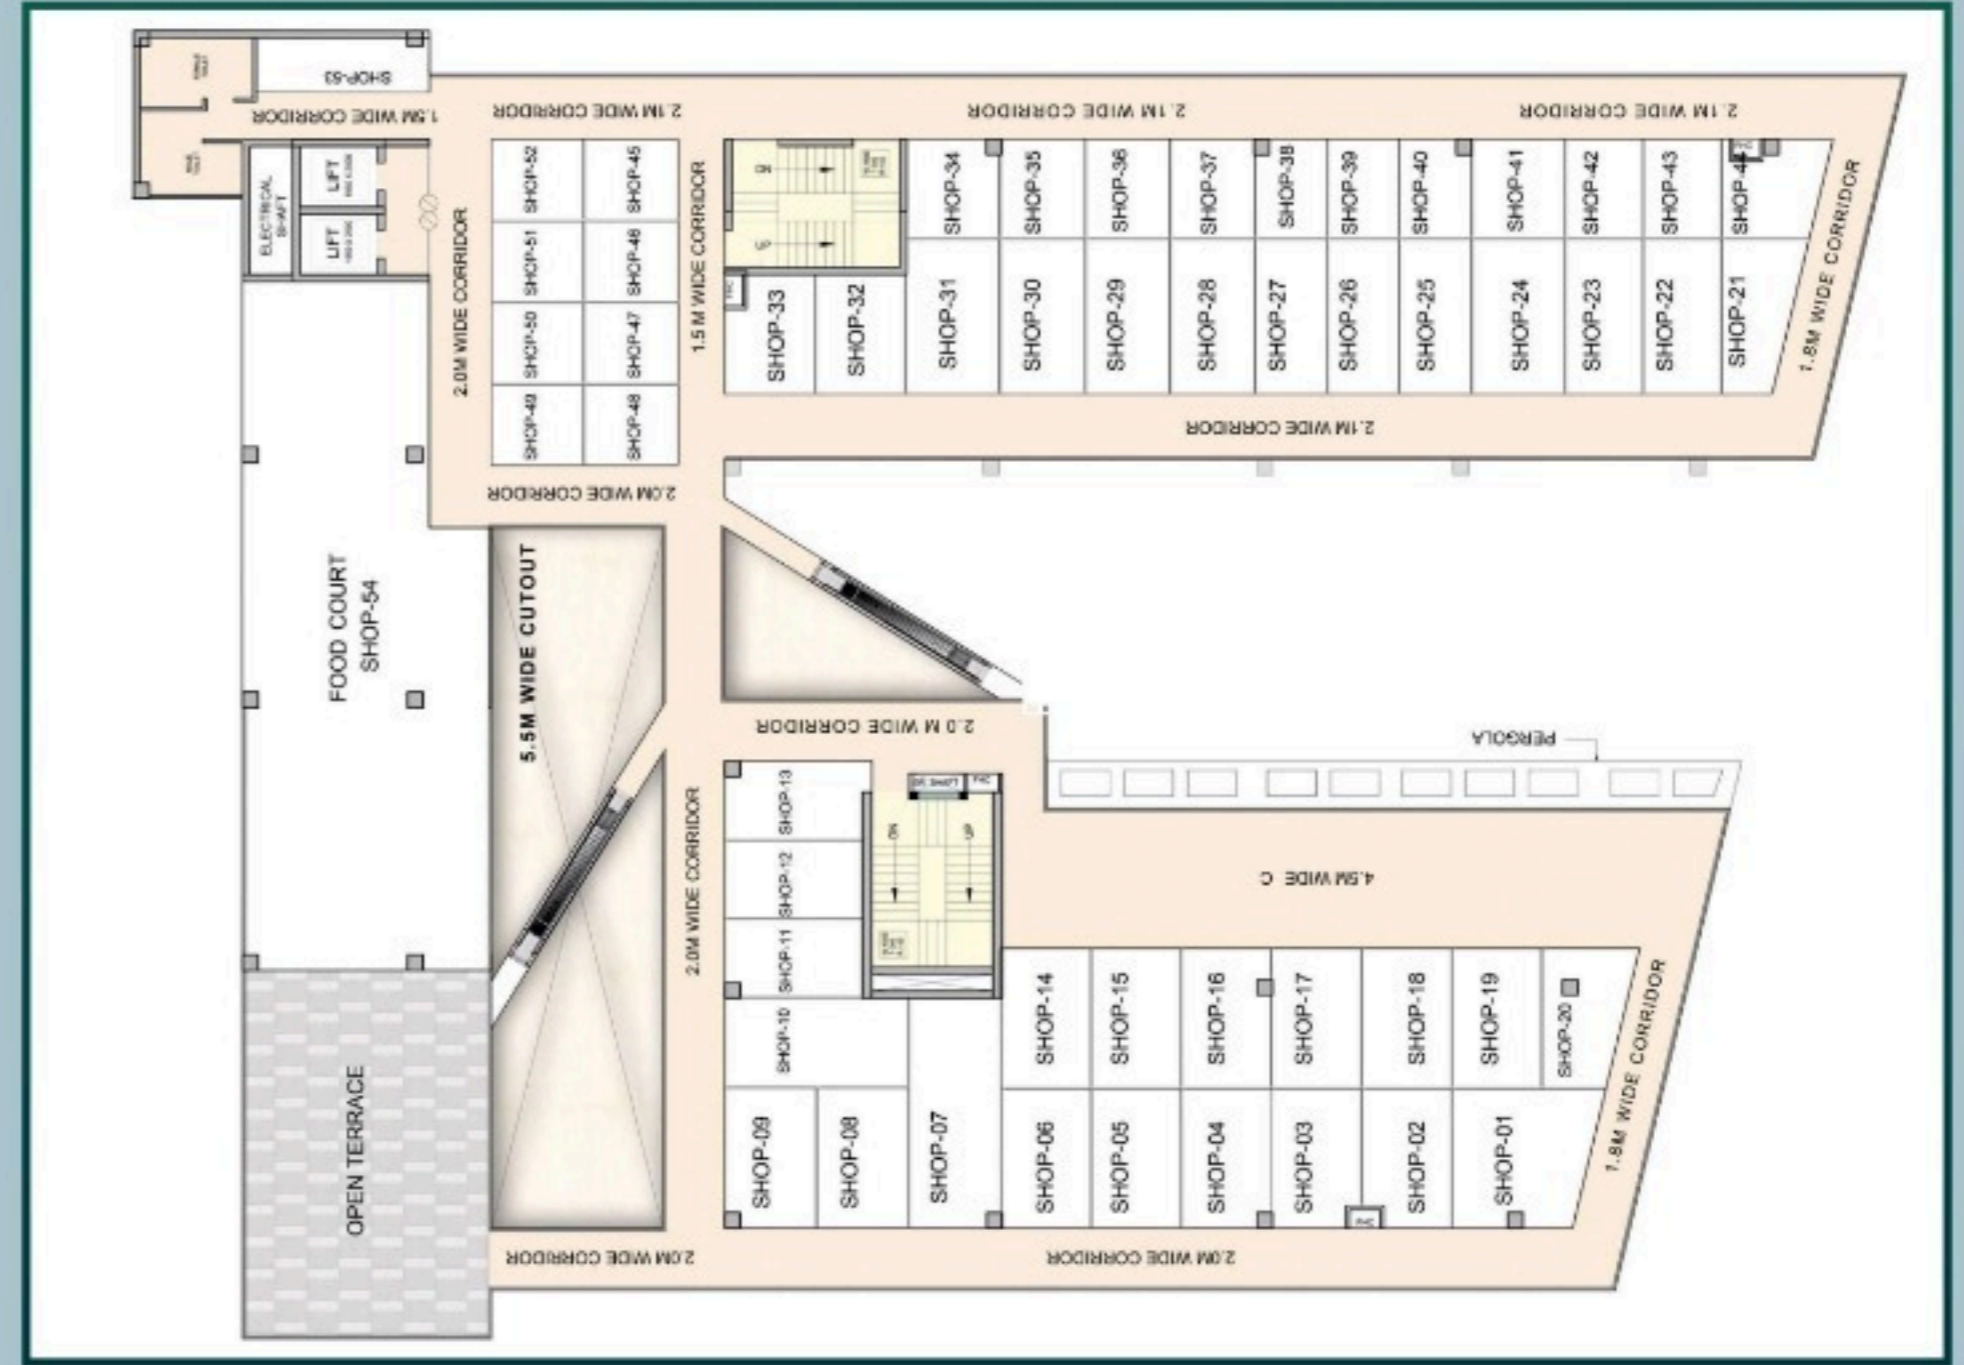 FEMALE
TOILET
SHOP-53
1.5M WIDE CORRIDOR
2.1M WIDE CORRIDOR
2.1M WIDE CORRIDOR
2.1M WIDE CORRIDOR
TOILET
ELECTRICAL
SHAFT
LIFT
LIFT
2.0M WIDE CORRIDOR
SHOP-52
SHOP-45
SHOP-51
SHOP-46
SHOP-50
SHOP-47
SHOP-49
SHOP-48
1.5 M WIDE CORRIDOR
DN
UP
SHOP-34
SHOP-35
SHOP-36
SHOP-37
SHOP-38
SHOP-39
SHOP-40
SHOP-41
SHOP-42
SHOP-43
SHOP-44
SHOP-33
SHOP-32
SHOP-31
SHOP-30
SHOP-29
SHOP-28
SHOP-27
SHOP-26
SHOP-25
SHOP-24
SHOP-23
SHOP-22
SHOP-21
1.8M WIDE CORRIDOR
2.1M WIDE CORRIDOR
2.0M WIDE CORRIDOR
FOOD COURT
SHOP-54
5.5M WIDE CUTOUT
2.0 M WIDE CORRIDOR
PERGOLA
2.0M WIDE CORRIDOR
SHOP-13
SHOP-12
SHOP-11
SHOP-10
DN
UP
4.5M WIDE C
SHOP-14
SHOP-15
SHOP-16
SHOP-17
SHOP-18
SHOP-19
SHOP-20
1.8M WIDE CORRIDOR
OPEN TERRACE
SHOP-09
SHOP-08
SHOP-07
SHOP-06
SHOP-05
SHOP-04
SHOP-03
SHOP-02
SHOP-01
2.0M WIDE CORRIDOR
2.0M WIDE CORRIDOR